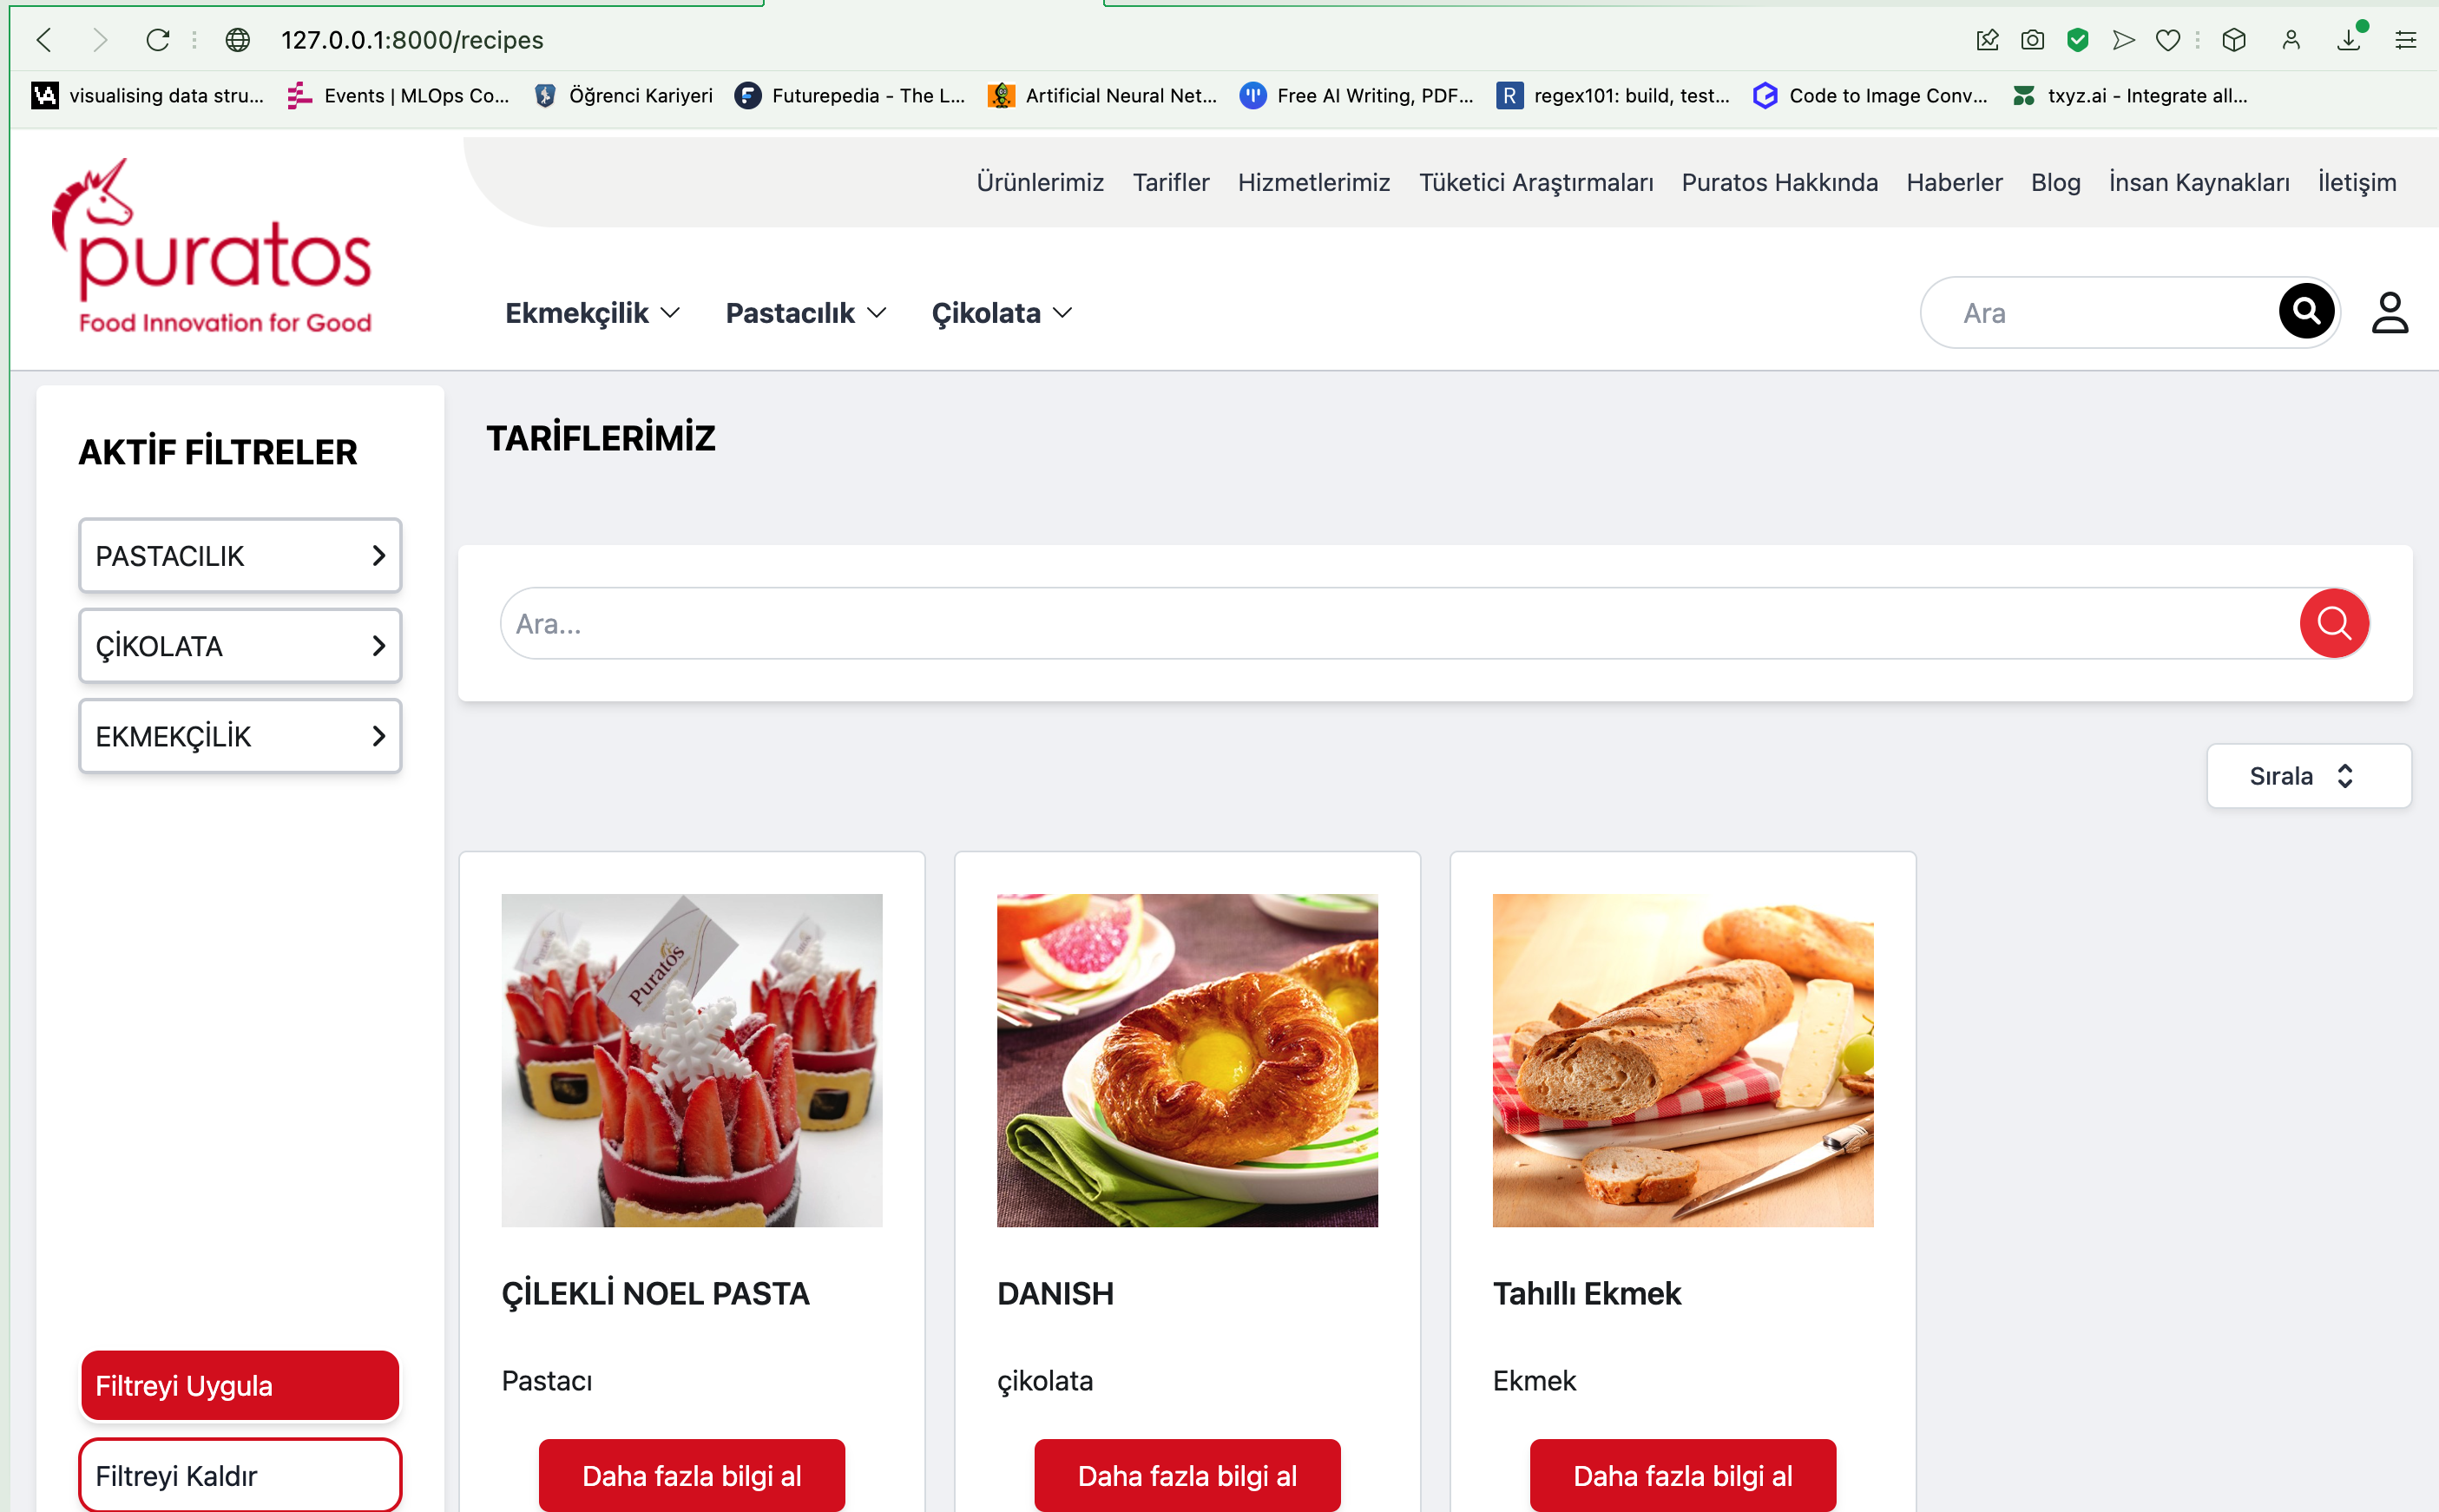 127.0.0.1:8000/recipes
visualising data stru... Events | MLOps Co... Öğrenci Kariyeri Futurepedia - The L... Artificial Neural Net... Free AI Writing, PDF... R regex101: build, test... Code to Image Conv... txyz.ai - Integrate all...
Ürünlerimiz Tarifler Hizmetlerimiz Tüketici Araştırmaları Puratos Hakkında Haberler Blog İnsan Kaynakları İletişim
puratos
Food Innovation for Good
Ekmekçilik Pastacılık Çikolata
Ara
AKTİF FİLTRELER
PASTACILIK
ÇİKOLATA
EKMEKÇİLİK
Filtreyi Uygula
Filtreyi Kaldır
TARİFLERİMİZ
Ara...
Sırala
Puratos
ÇİLEKLİ NOEL PASTA
Pastacı
Daha fazla bilgi al
DANISH
çikolata
Daha fazla bilgi al
Tahıllı Ekmek
Ekmek
Daha fazla bilgi al